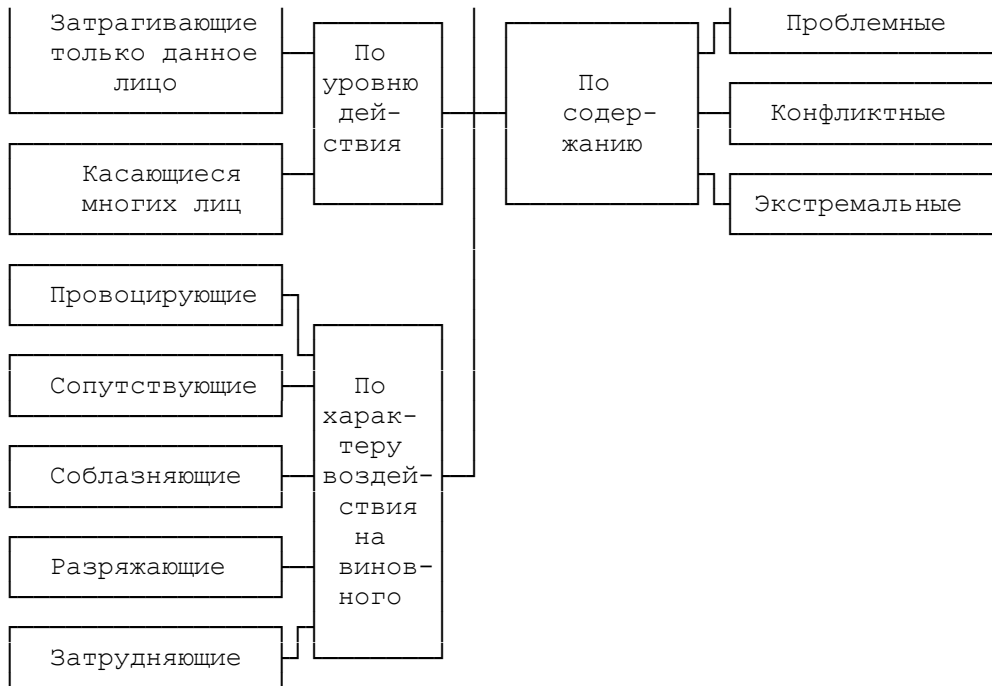 Затрагивающие
только данное
лицо
По
уровню
дей-
ствия
По
содер-
жанию
Проблемные
Конфликтные
Экстремальные
Касающиеся
многих лиц
Провоцирующие
Сопутствующие
Соблазняющие
Разряжающие
Затрудняющие
По
харак-
теру
воздей-
ствия
на
винов-
ного